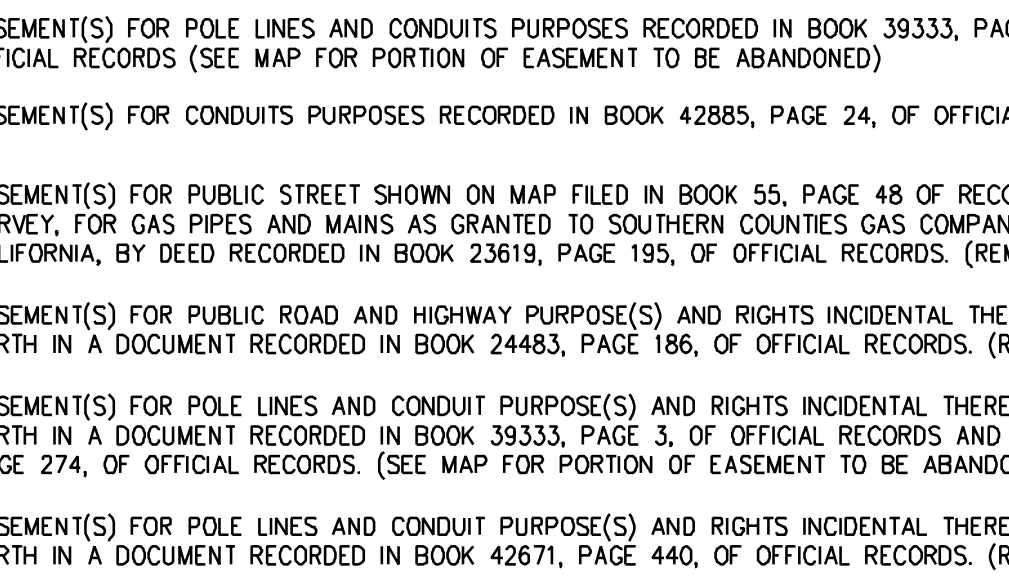 SEMENT(S) FOR POLE LINES AND CONDUITS PURPOSES RECORDED IN BOOK 39333, PAG
FICIAL RECORDS (SEE MAP FOR PORTION OF EASEMENT TO BE ABANDONED)
SEMENT(S) FOR CONDUITS PURPOSES RECORDED IN BOOK 42885, PAGE 24, OF OFFICIA
SEMENT(S) FOR PUBLIC STREET SHOWN ON MAP FILED IN BOOK 55, PAGE 48 OF RECO
RVEY, FOR GAS PIPES AND MAINS AS GRANTED TO SOUTHERN COUNTIES GAS COMPAN
LIFORNIA, BY DEED RECORDED IN BOOK 23619, PAGE 195, OF OFFICIAL RECORDS. (REM
SEMENT(S) FOR PUBLIC ROAD AND HIGHWAY PURPOSE(S) AND RIGHTS INCIDENTAL THE
RTH IN A DOCUMENT RECORDED IN BOOK 24483, PAGE 186, OF OFFICIAL RECORDS. (R
SEMENT(S) FOR POLE LINES AND CONDUIT PURPOSE(S) AND RIGHTS INCIDENTAL THERE
RTH IN A DOCUMENT RECORDED IN BOOK 39333, PAGE 3, OF OFFICIAL RECORDS AND
GE 274, OF OFFICIAL RECORDS. (SEE MAP FOR PORTION OF EASEMENT TO BE ABANDO
SEMENT(S) FOR POLE LINES AND CONDUIT PURPOSE(S) AND RIGHTS INCIDENTAL THERE
RTH IN A DOCUMENT RECORDED IN BOOK 42671, PAGE 440, OF OFFICIAL RECORDS. (R